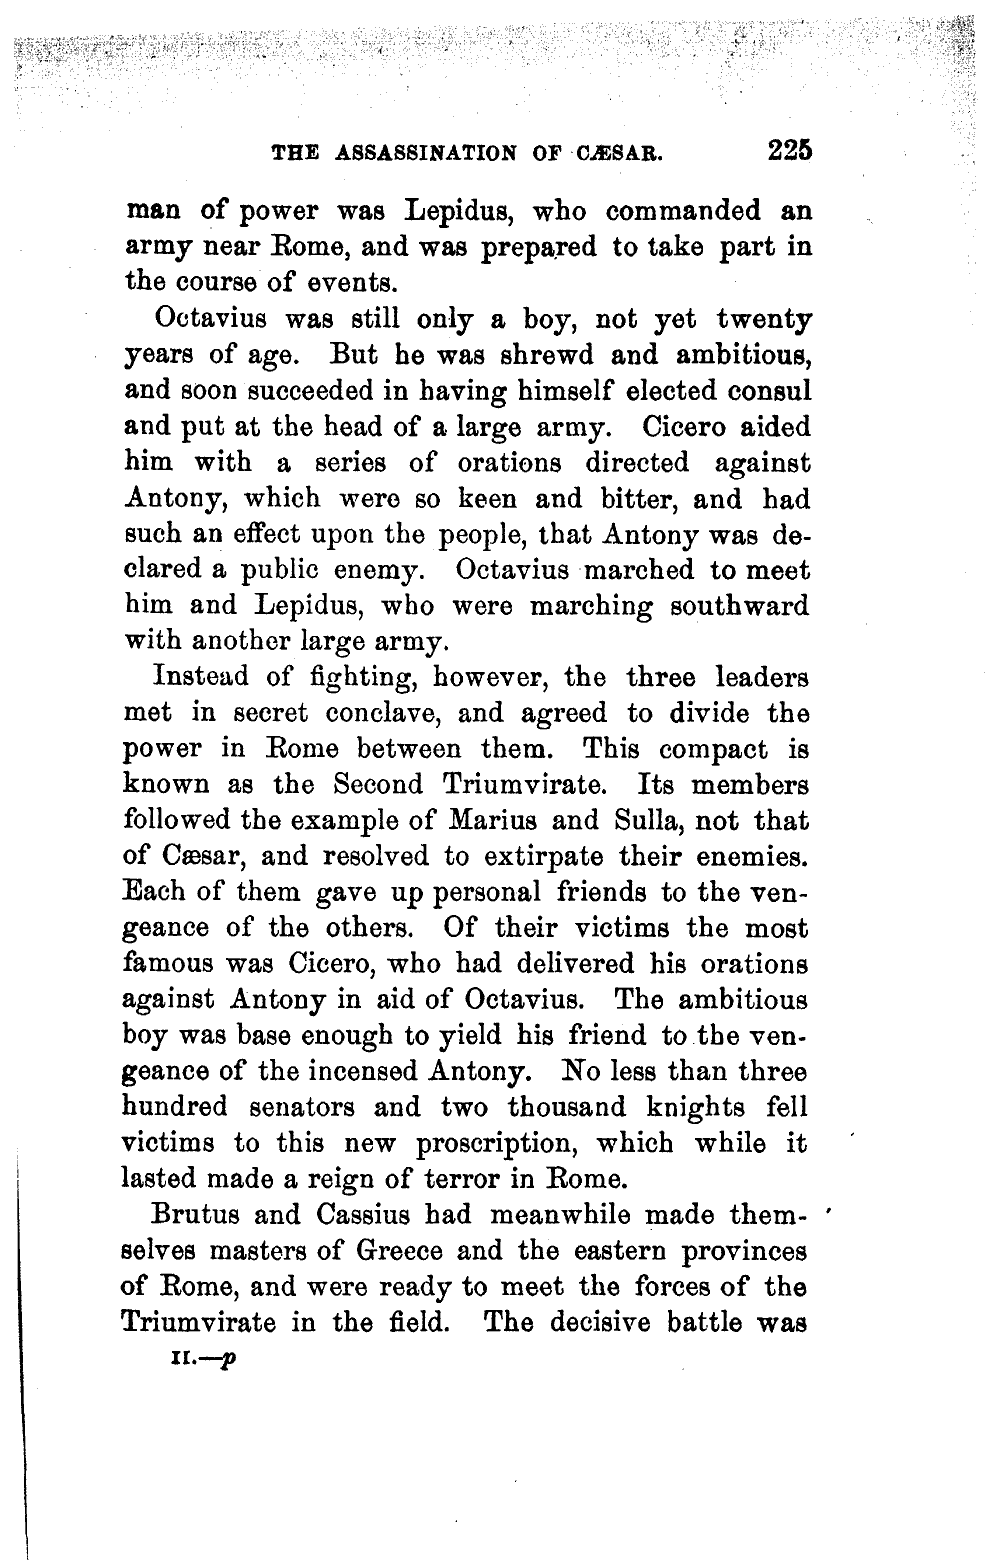 THE ASSASSINATION OF CÆSAR. 225
man of power was Lepidus, who commanded an
army near Rome, and was prepared to take part in
the course of events.
Octavius was still only a boy, not yet twenty
years of age. But he was shrewd and ambitious,
and soon succeeded in having himself elected consul
and put at the head of a large army. Cicero aided
him with a series of orations directed against
Antony, which were so keen and bitter, and had
such an effect upon the people, that Antony was de-
clared a public enemy. Octavius marched to meet
him and Lepidus, who were marching southward
with another large army.
Instead of fighting, however, the three leaders
met in secret conclave, and agreed to divide the
power in Rome between them. This compact is
known as the Second Triumvirate. Its members
followed the example of Marius and Sulla, not that
of Cæsar, and resolved to extirpate their enemies.
Each of them gave up personal friends to the ven-
geance of the others. Of their victims the most
famous was Cicero, who had delivered his orations
against Antony in aid of Octavius. The ambitious
boy was base enough to yield his friend to the ven-
geance of the incensed Antony. No less than three
hundred senators and two thousand knights fell
victims to this new proscription, which while it
lasted made a reign of terror in Rome.
Brutus and Cassius had meanwhile made them-
selves masters of Greece and the eastern provinces
of Rome, and were ready to meet the forces of the
Triumvirate in the field. The decisive battle was
II.—p